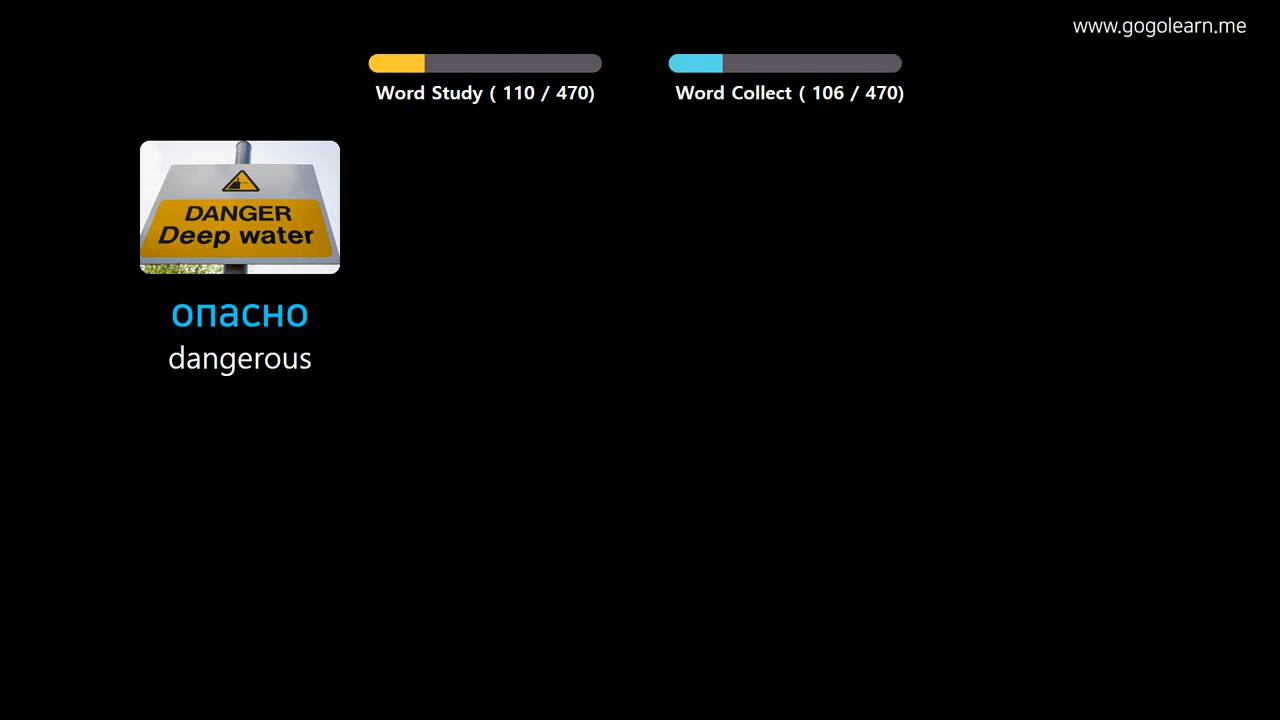 www.gogolearn.me
Word Study ( 110 / 470)
Word Collect ( 106 / 470)
DANGER
Deep water
опасно
dangerous